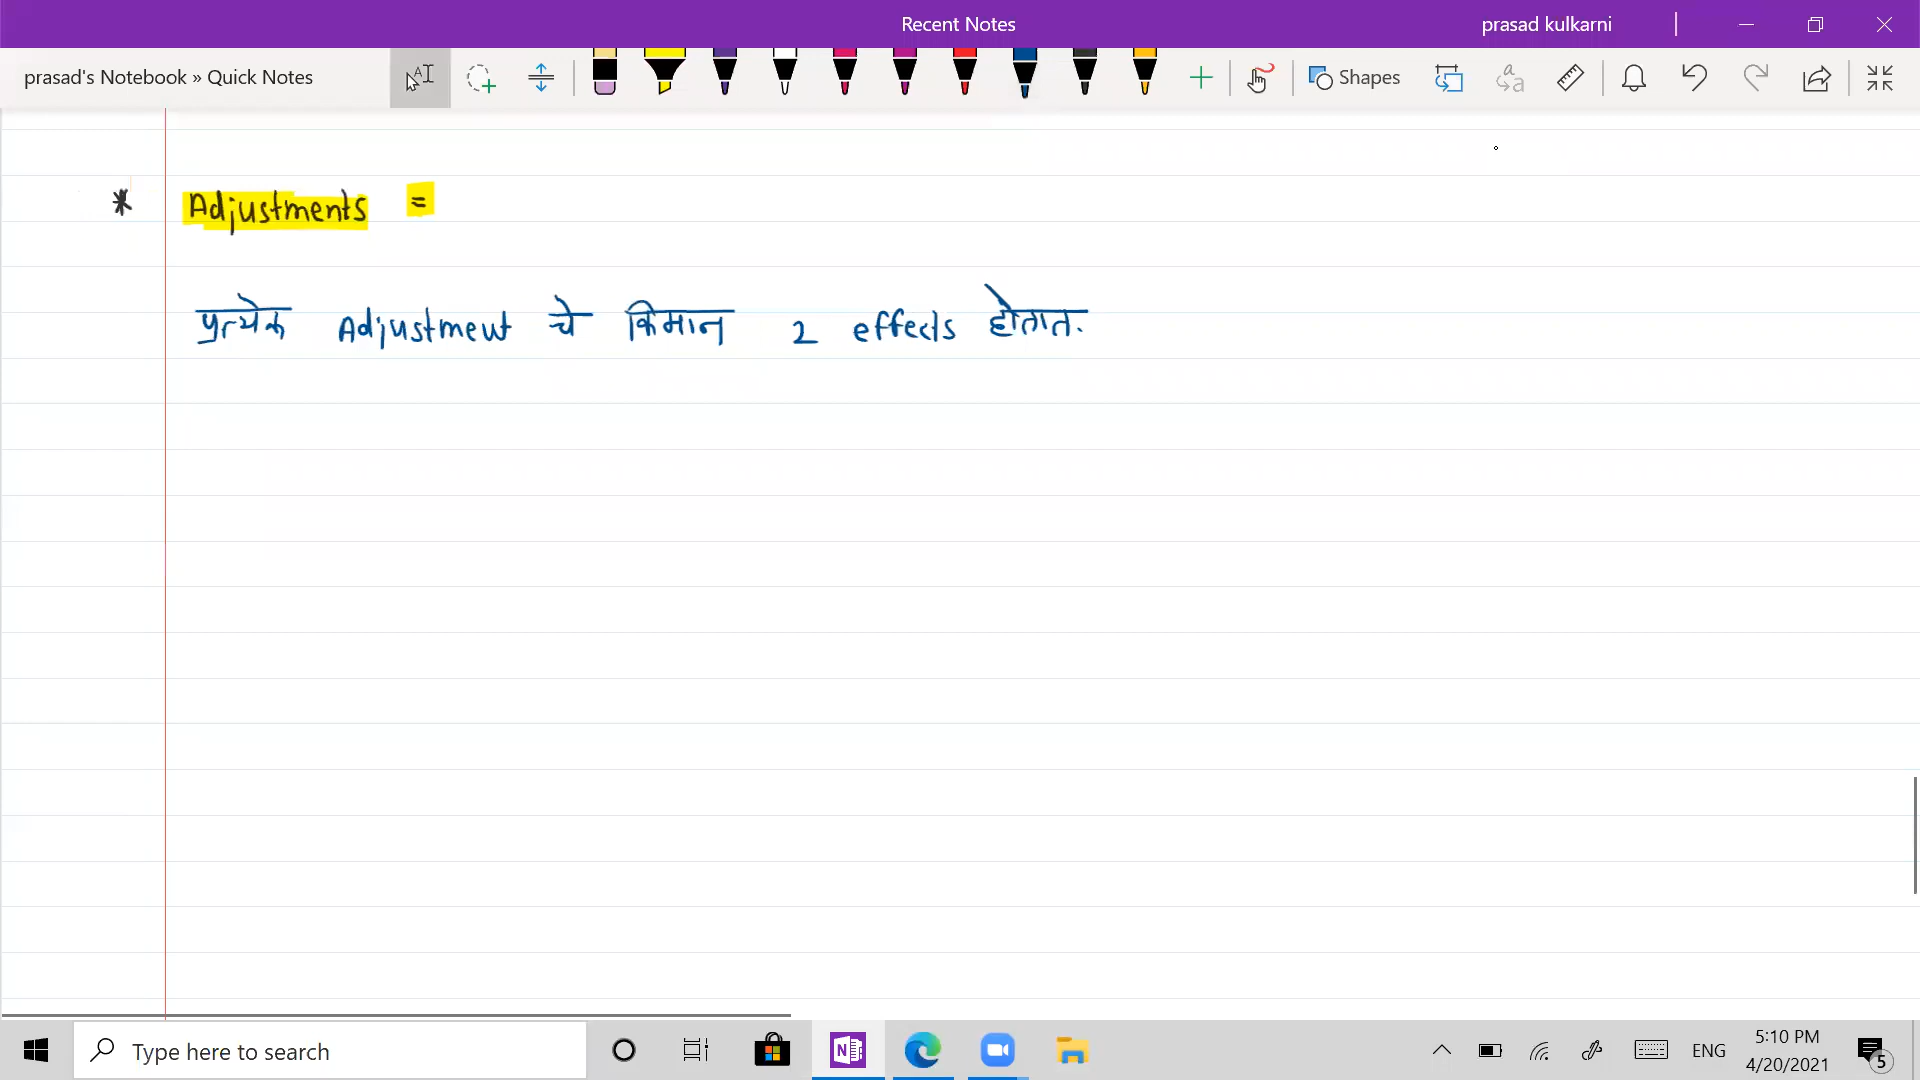 Recent Notes
prasad kulkarni
prasad's Notebook » Quick Notes
Shapes
* Adjustments =
प्रत्येक Adjustment चे किमान 2 effects होतात.
Type here to search
ENG
5:10 PM
4/20/2021
5